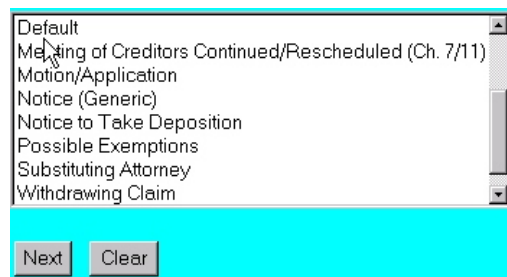 Default
Meeting of Creditors Continued/Rescheduled (Ch. 7/11)
Motion/Application
Notice (Generic)
Notice to Take Deposition
Possible Exemptions
Substituting Attorney
Withdrawing Claim
Next Clear